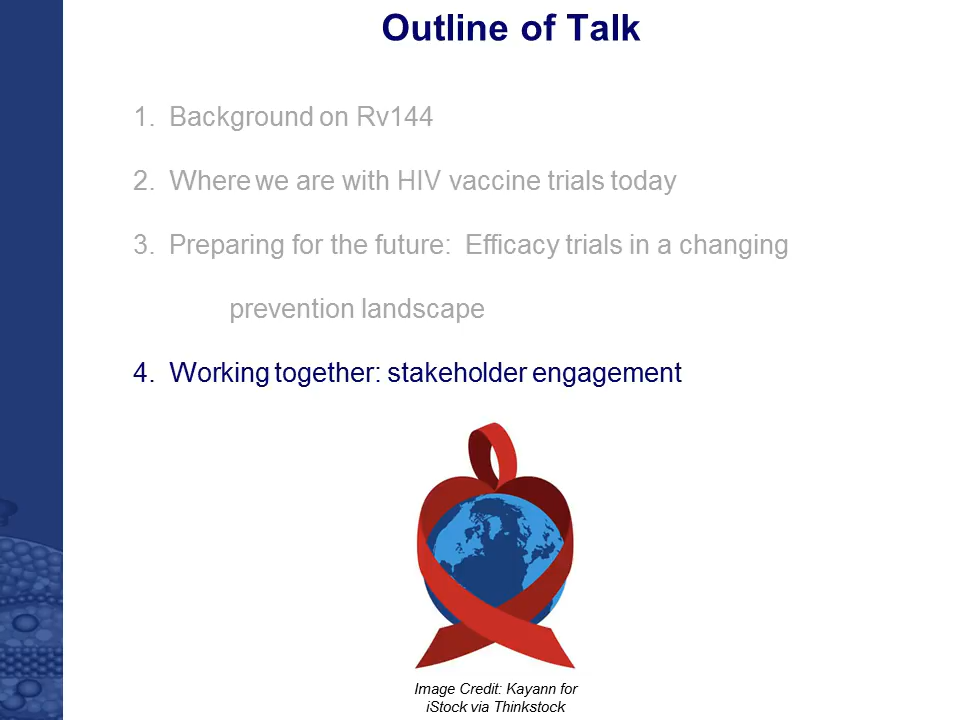 Outline of Talk
1. Background on Rv144
2. Where we are with HIV vaccine trials today
3. Preparing for the future: Efficacy trials in a changing
prevention landscape
4. Working together: stakeholder engagement
Image Credit: Kayann for
iStock via Thinkstock